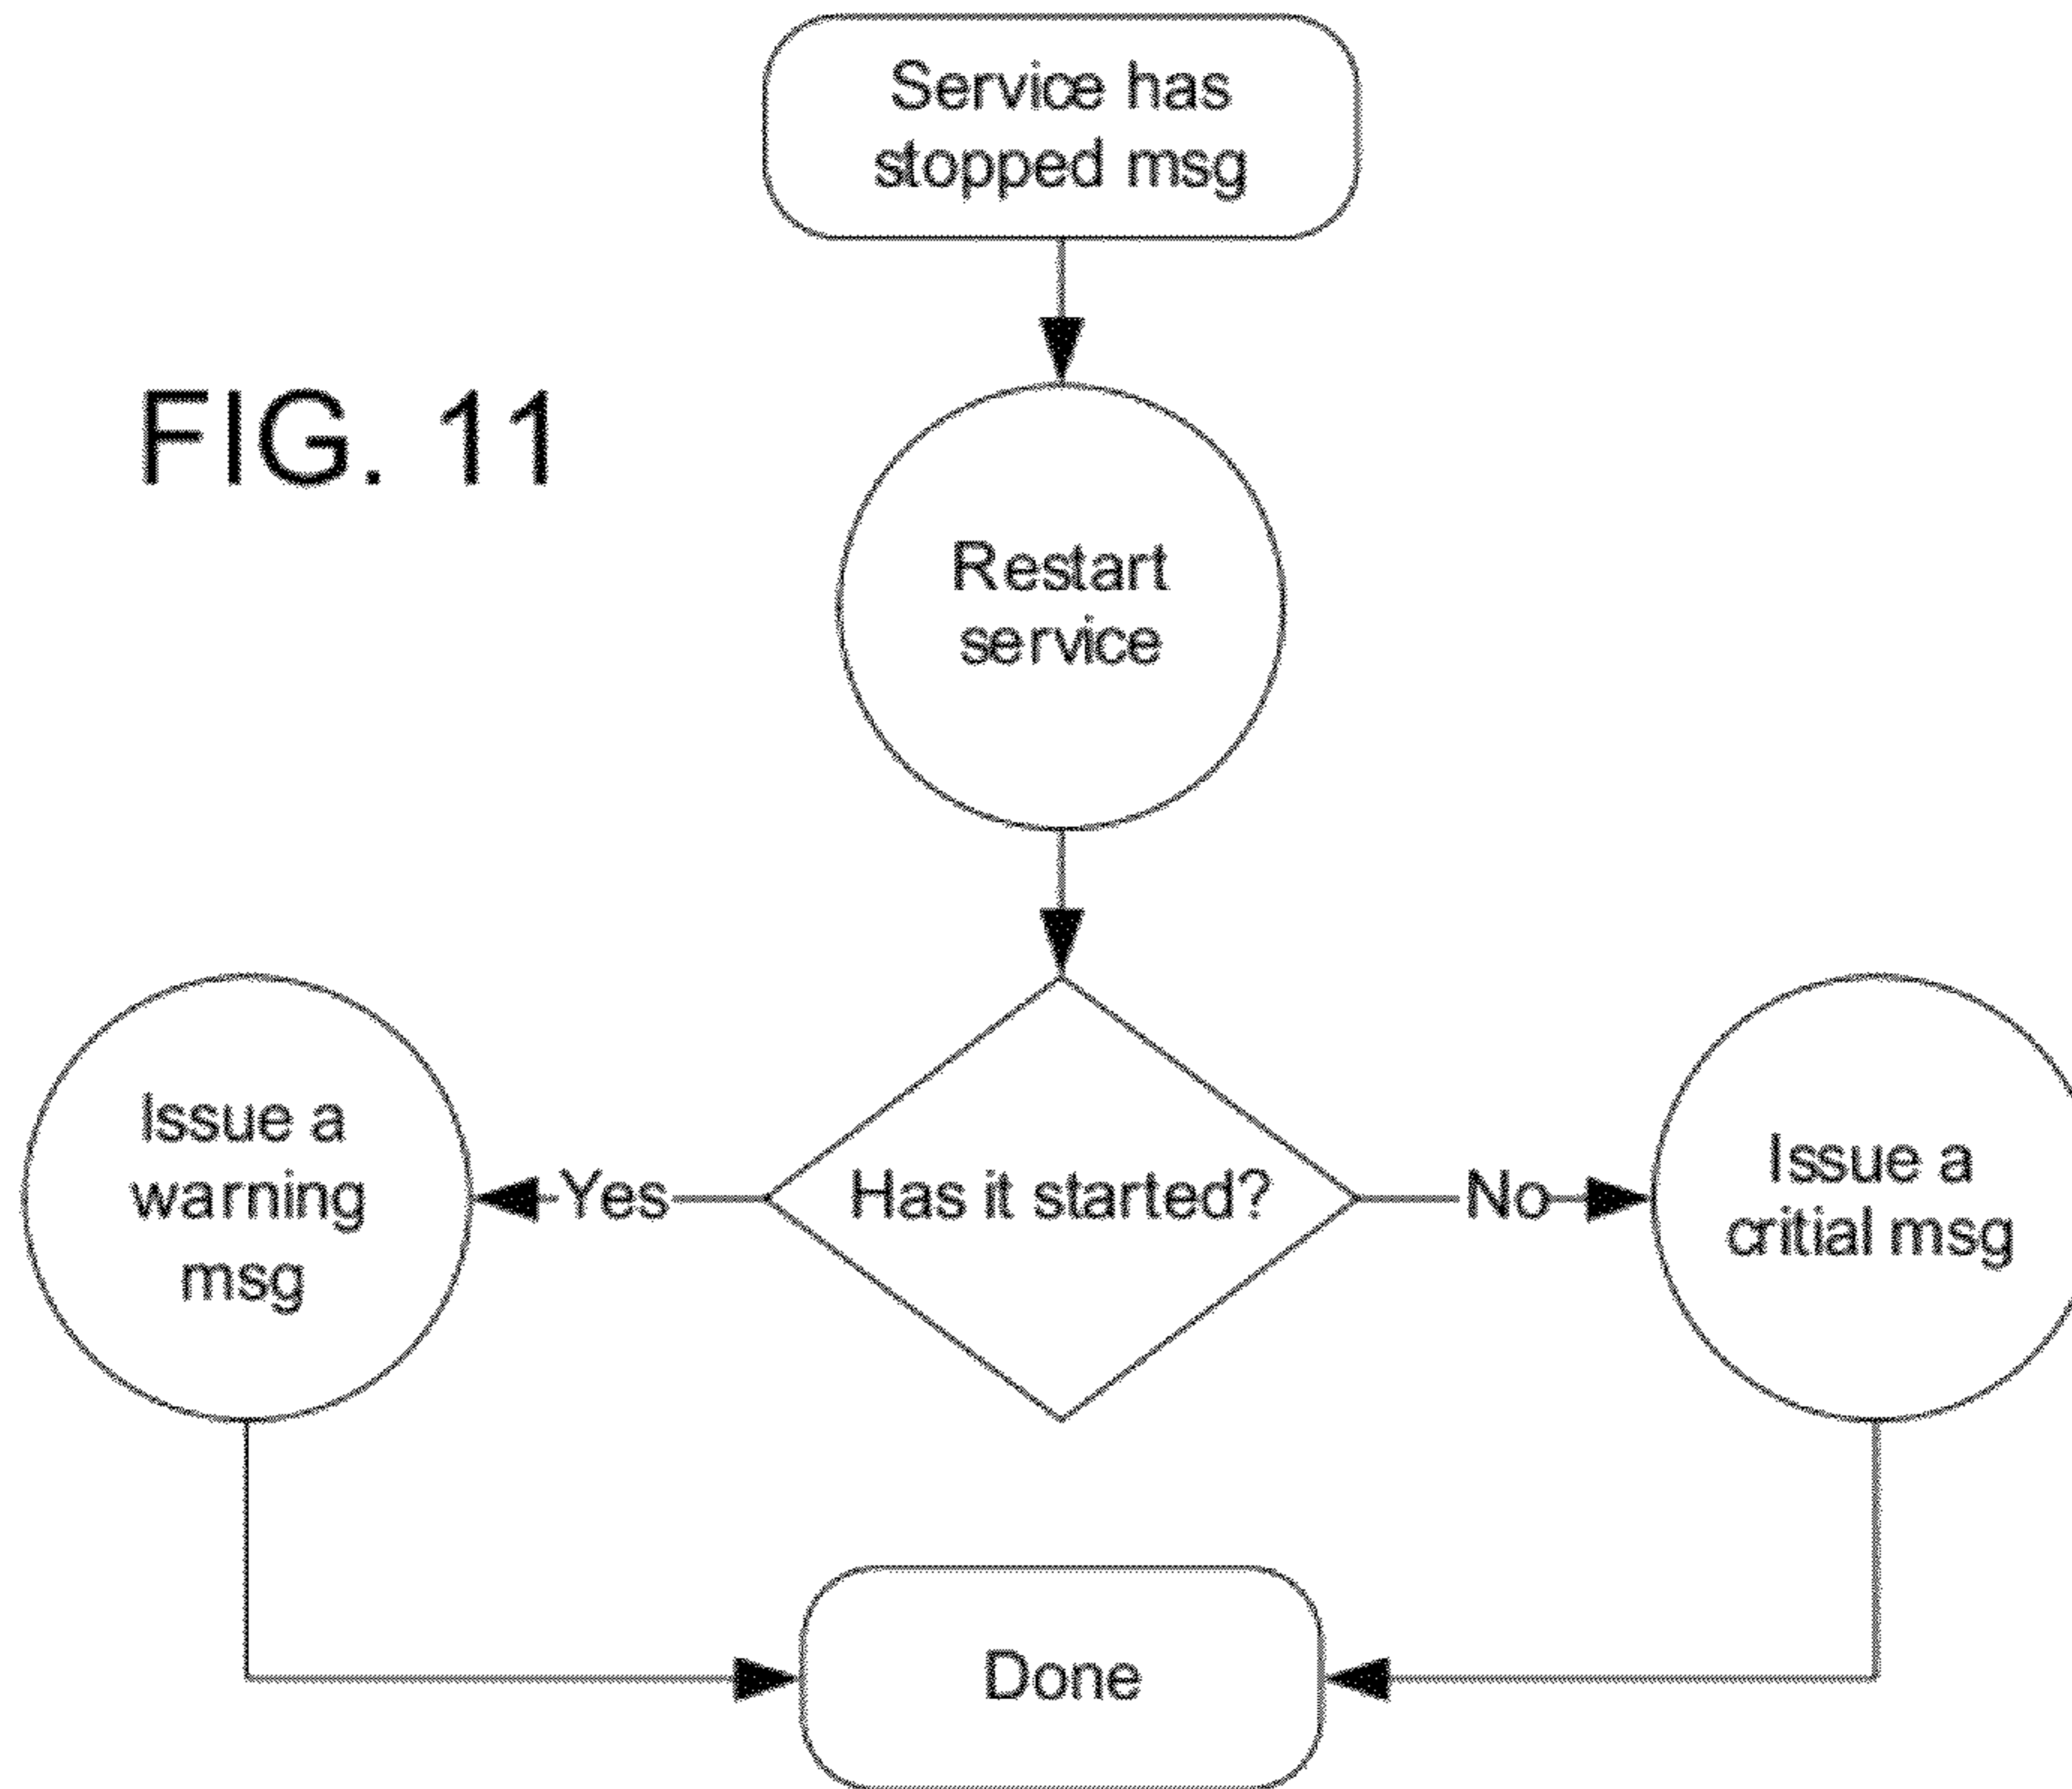 Service has
stopped msg
FIG. 11
Restart
service
Has it started?
Yes
No
Issue a
warning
msg
Issue a
critial msg
Done